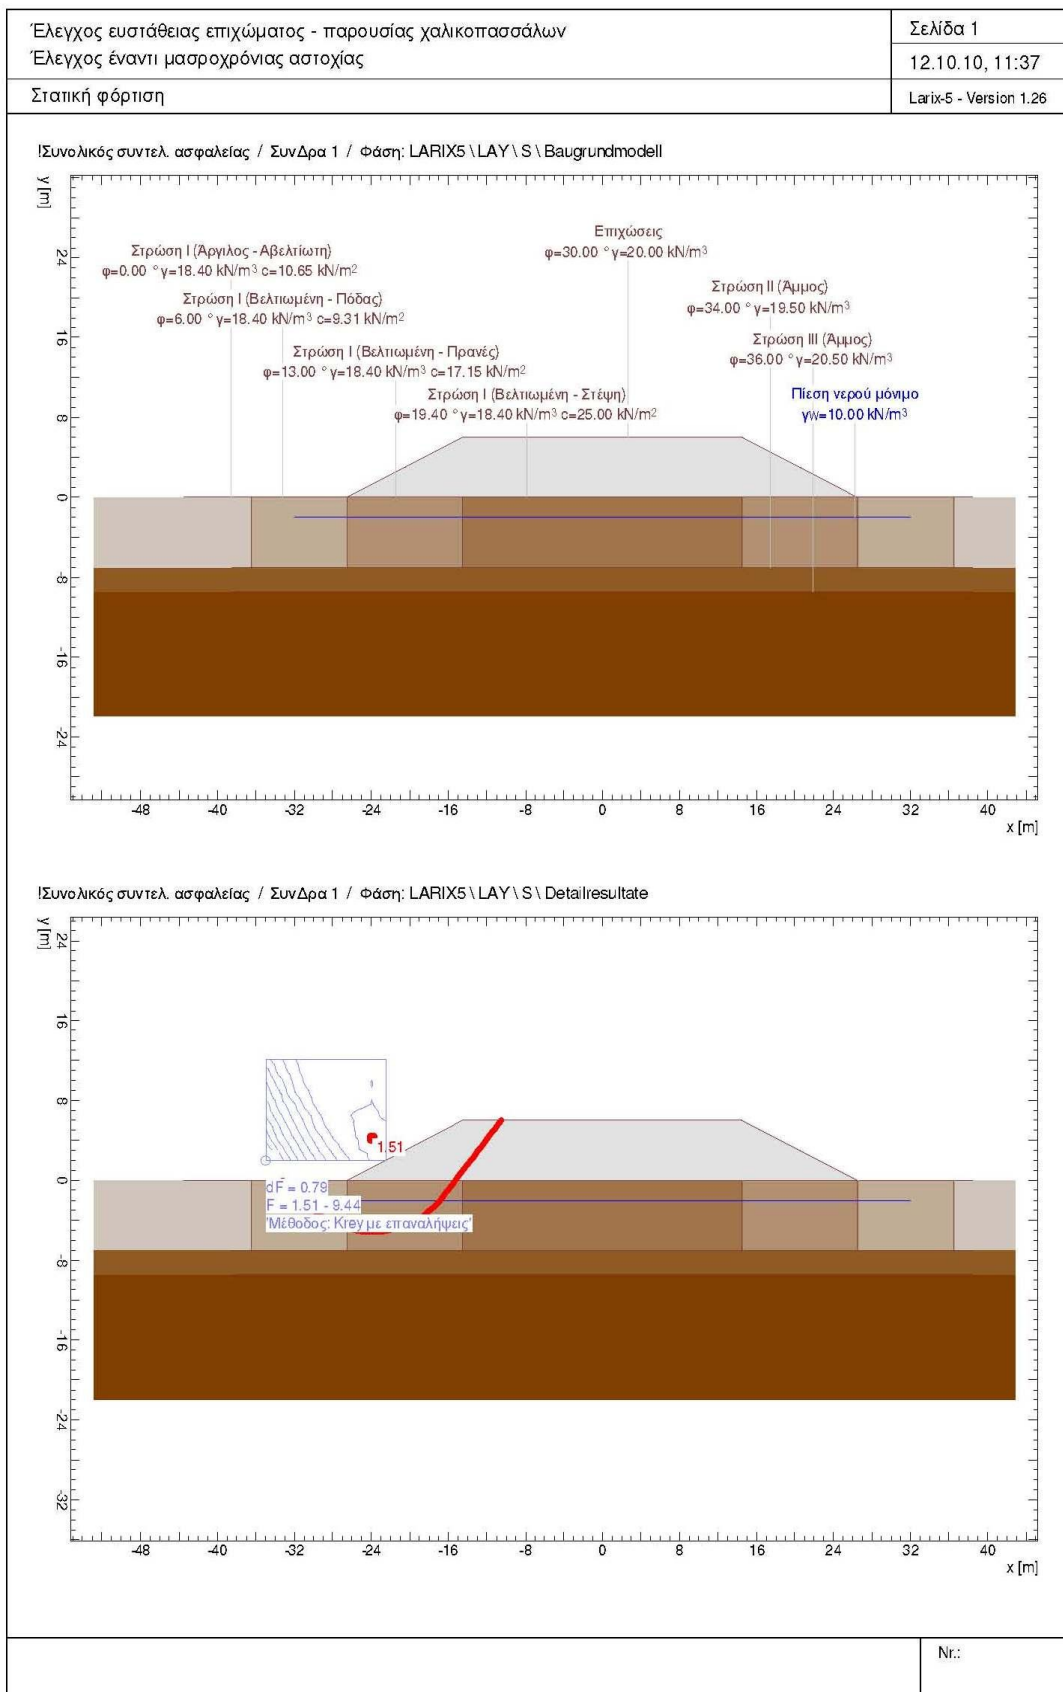 Έλεγχος ευστάθειας επιχώματος - παρουσίας χαλικοπασσάλων
Έλεγχος έναντι μασροχρόνιας αστοχίας
Σελίδα 1
12.10.10, 11:37
Στατική φόρτιση
Larix-5 - Version 1.26
!Συνολικός συντελ. ασφαλείας / ΣυνΔρα 1 / Φάση: LARIX5 \ LAY \ S \ Baugrundmodell
y [m]
24
16
8
0
-8
-16
-24
Στρώση Ι (Άργιλος - Αβελτίωτη)
φ=0.00 ° γ=18.40 kN/m³ c=10.65 kN/m²
Στρώση Ι (Βελτιωμένη - Πόδας)
φ=6.00 ° γ=18.40 kN/m³ c=9.31 kN/m²
Στρώση Ι (Βελτιωμένη - Πρανές)
φ=13.00 ° γ=18.40 kN/m³ c=17.15 kN/m²
Στρώση Ι (Βελτιωμένη - Στέψη)
φ=19.40 ° γ=18.40 kN/m³ c=25.00 kN/m²
Επιχώσεις
φ=30.00 ° γ=20.00 kN/m³
Στρώση ΙΙ (Άμμος)
φ=34.00 ° γ=19.50 kN/m³
Στρώση ΙΙΙ (Άμμος)
φ=36.00 ° γ=20.50 kN/m³
Πίεση νερού μόνιμο
γw=10.00 kN/m³
-48 -40 -32 -24 -16 -8 0 8 16 24 32 40
x [m]
!Συνολικός συντελ. ασφαλείας / ΣυνΔρα 1 / Φάση: LARIX5 \ LAY \ S \ Detailresultate
y [m]
24
16
8
0
-8
-16
-24
-32
1.51
dF = 0.79
F = 1.51 - 9.44
'Μέθοδος: Krey με επαναλήψεις'
-48 -40 -32 -24 -16 -8 0 8 16 24 32 40
x [m]
Nr.: